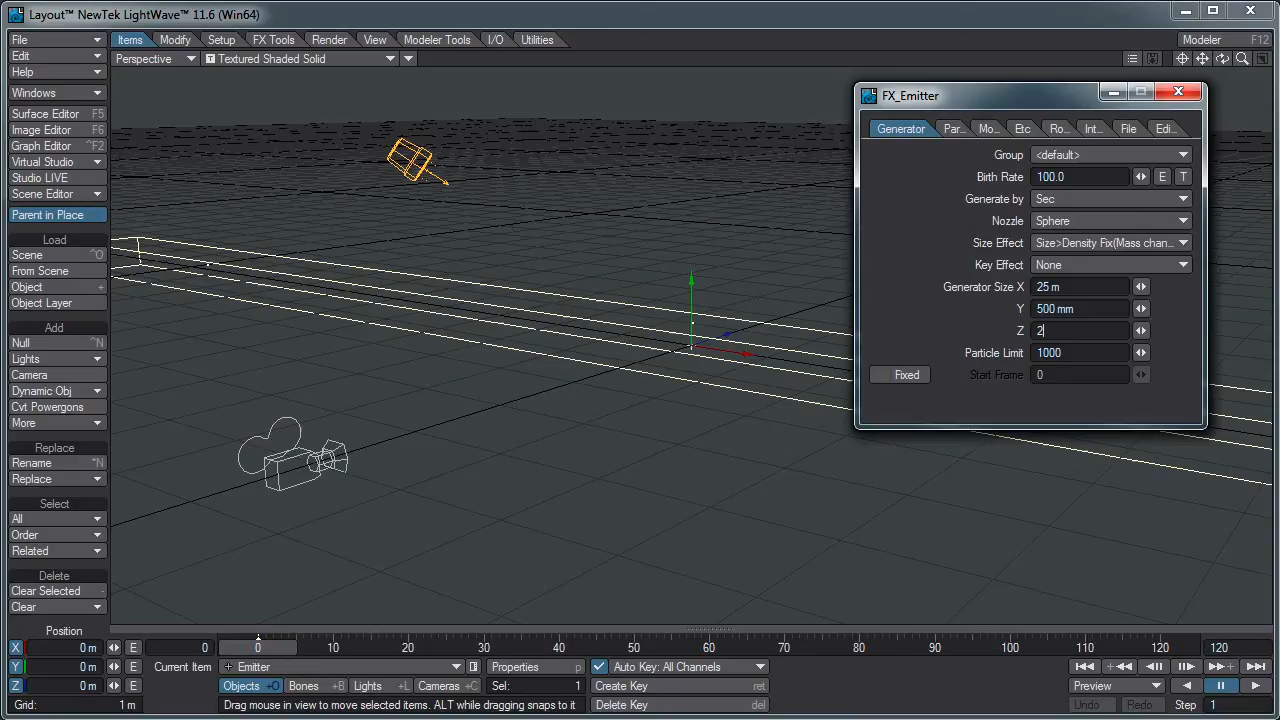 Layout™ NewTek LightWave™ 11.6 (Win64)
File
Items
Modify
Setup
FX Tools
Render
View
Modeler Tools
I/O
Utilities
Modeler F12
Edit
Help
Perspective
T Textured Shaded Solid
Windows
Surface Editor F5
Image Editor F6
Graph Editor ^F2
Virtual Studio
Studio LIVE
Scene Editor
Parent in Place
Load
Scene ^O
From Scene
Object +
Object Layer
Add
Null ^N
Lights
Camera
Dynamic Obj
Cvt Powergons
More
Replace
Rename ^N
Replace
Select
All
Order
Related
Delete
Clear Selected -
Clear
FX_Emitter
Generator
Par...
Mo...
Etc
Ro...
Int...
File
Edi...
Group <default>
Birth Rate 100.0 E T
Generate by Sec
Nozzle Sphere
Size Effect Size>Density Fix(Mass chan...
Key Effect None
Generator Size X 25 m
Y 500 mm
Z 2
Particle Limit 1000
Fixed Start Frame 0
Position
X 0 m E
0
0 10 20 30 40 50 60 70 80 90 100 110 120
120
Y 0 m E
Current Item
Emitter
Properties p
Auto Key: All Channels
Z 0 m E
Objects +O
Bones +B
Lights +L
Cameras +C
Sel: 1
Create Key ret
Preview
Grid: 1 m
Drag mouse in view to move selected items. ALT while dragging snaps to it
Delete Key del
Undo
Redo
Step 1